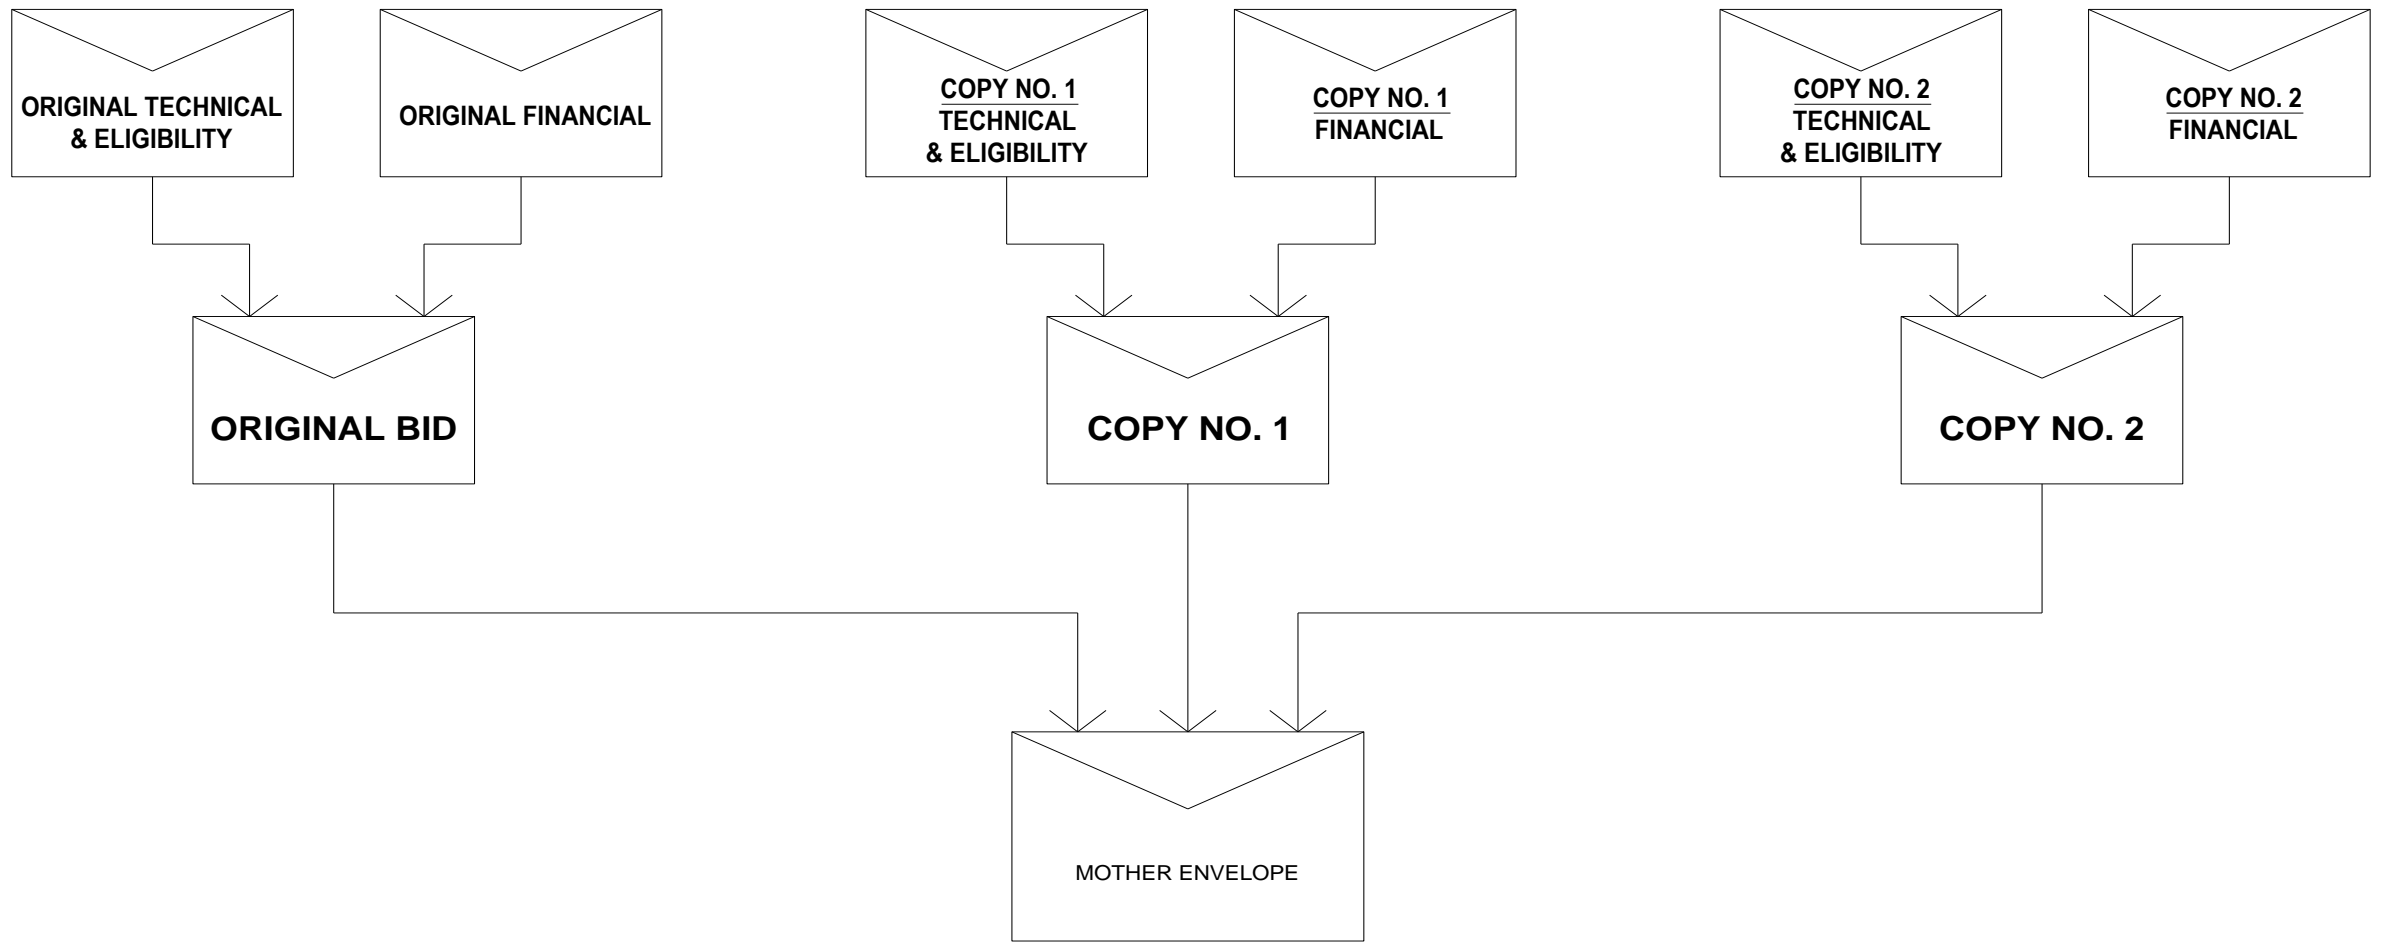 ORIGINAL TECHNICAL
& ELIGIBILITY
ORIGINAL FINANCIAL
COPY NO. 1
TECHNICAL
& ELIGIBILITY
COPY NO. 1
FINANCIAL
COPY NO. 2
TECHNICAL
& ELIGIBILITY
COPY NO. 2
FINANCIAL
ORIGINAL BID
COPY NO. 1
COPY NO. 2
MOTHER ENVELOPE